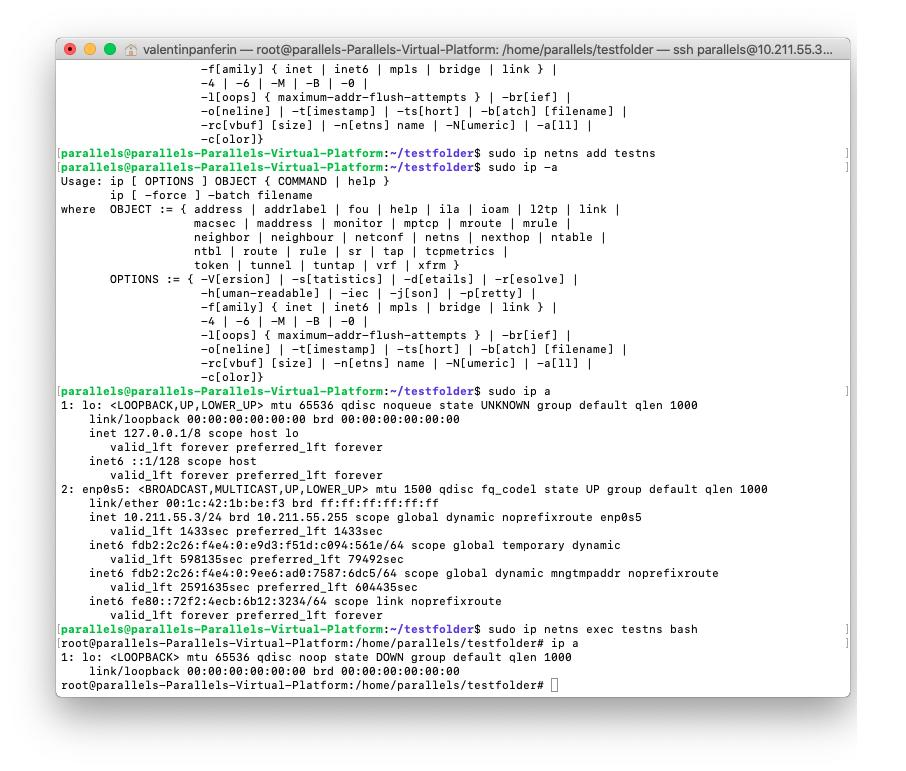 valentinpanferin — root@parallels-Parallels-Virtual-Platform: /home/parallels/testfolder — ssh parallels@10.211.55.3...
-f[amily] { inet | inet6 | mpls | bridge | link } |
-4 | -6 | -M | -B | -0 |
-l[oops] { maximum-addr-flush-attempts } | -br[ief] |
-o[neline] | -t[imestamp] | -ts[hort] | -b[atch] [filename] |
-rc[vbuf] [size] | -n[etns] name | -N[umeric] | -a[ll] |
-c[olor]}
[parallels@parallels-Parallels-Virtual-Platform:~/testfolder$ sudo ip netns add testns ]
[parallels@parallels-Parallels-Virtual-Platform:~/testfolder$ sudo ip -a ]
Usage: ip [ OPTIONS ] OBJECT { COMMAND | help }
ip [ -force ] -batch filename
where OBJECT := { address | addrlabel | fou | help | ila | ioam | l2tp | link |
macsec | maddress | monitor | mptcp | mroute | mrule |
neighbor | neighbour | netconf | netns | nexthop | ntable |
ntbl | route | rule | sr | tap | tcpmetrics |
token | tunnel | tuntap | vrf | xfrm }
OPTIONS := { -V[ersion] | -s[tatistics] | -d[etails] | -r[esolve] |
-h[uman-readable] | -iec | -j[son] | -p[retty] |
-f[amily] { inet | inet6 | mpls | bridge | link } |
-4 | -6 | -M | -B | -0 |
-l[oops] { maximum-addr-flush-attempts } | -br[ief] |
-o[neline] | -t[imestamp] | -ts[hort] | -b[atch] [filename] |
-rc[vbuf] [size] | -n[etns] name | -N[umeric] | -a[ll] |
-c[olor]}
[parallels@parallels-Parallels-Virtual-Platform:~/testfolder$ sudo ip a ]
1: lo: <LOOPBACK,UP,LOWER_UP> mtu 65536 qdisc noqueue state UNKNOWN group default qlen 1000
link/loopback 00:00:00:00:00:00 brd 00:00:00:00:00:00
inet 127.0.0.1/8 scope host lo
valid_lft forever preferred_lft forever
inet6 ::1/128 scope host
valid_lft forever preferred_lft forever
2: enp0s5: <BROADCAST,MULTICAST,UP,LOWER_UP> mtu 1500 qdisc fq_codel state UP group default qlen 1000
link/ether 00:1c:42:1b:be:f3 brd ff:ff:ff:ff:ff:ff
inet 10.211.55.3/24 brd 10.211.55.255 scope global dynamic noprefixroute enp0s5
valid_lft 1433sec preferred_lft 1433sec
inet6 fdb2:2c26:f4e4:0:e9d3:f51d:c094:561e/64 scope global temporary dynamic
valid_lft 598135sec preferred_lft 79492sec
inet6 fdb2:2c26:f4e4:0:9ee6:ad0:7587:6dc5/64 scope global dynamic mngtmpaddr noprefixroute
valid_lft 2591635sec preferred_lft 604435sec
inet6 fe80::72f2:4ecb:6b12:3234/64 scope link noprefixroute
valid_lft forever preferred_lft forever
[parallels@parallels-Parallels-Virtual-Platform:~/testfolder$ sudo ip netns exec testns bash ]
[root@parallels-Parallels-Virtual-Platform:/home/parallels/testfolder# ip a ]
1: lo: <LOOPBACK> mtu 65536 qdisc noop state DOWN group default qlen 1000
link/loopback 00:00:00:00:00:00 brd 00:00:00:00:00:00
root@parallels-Parallels-Virtual-Platform:/home/parallels/testfolder#